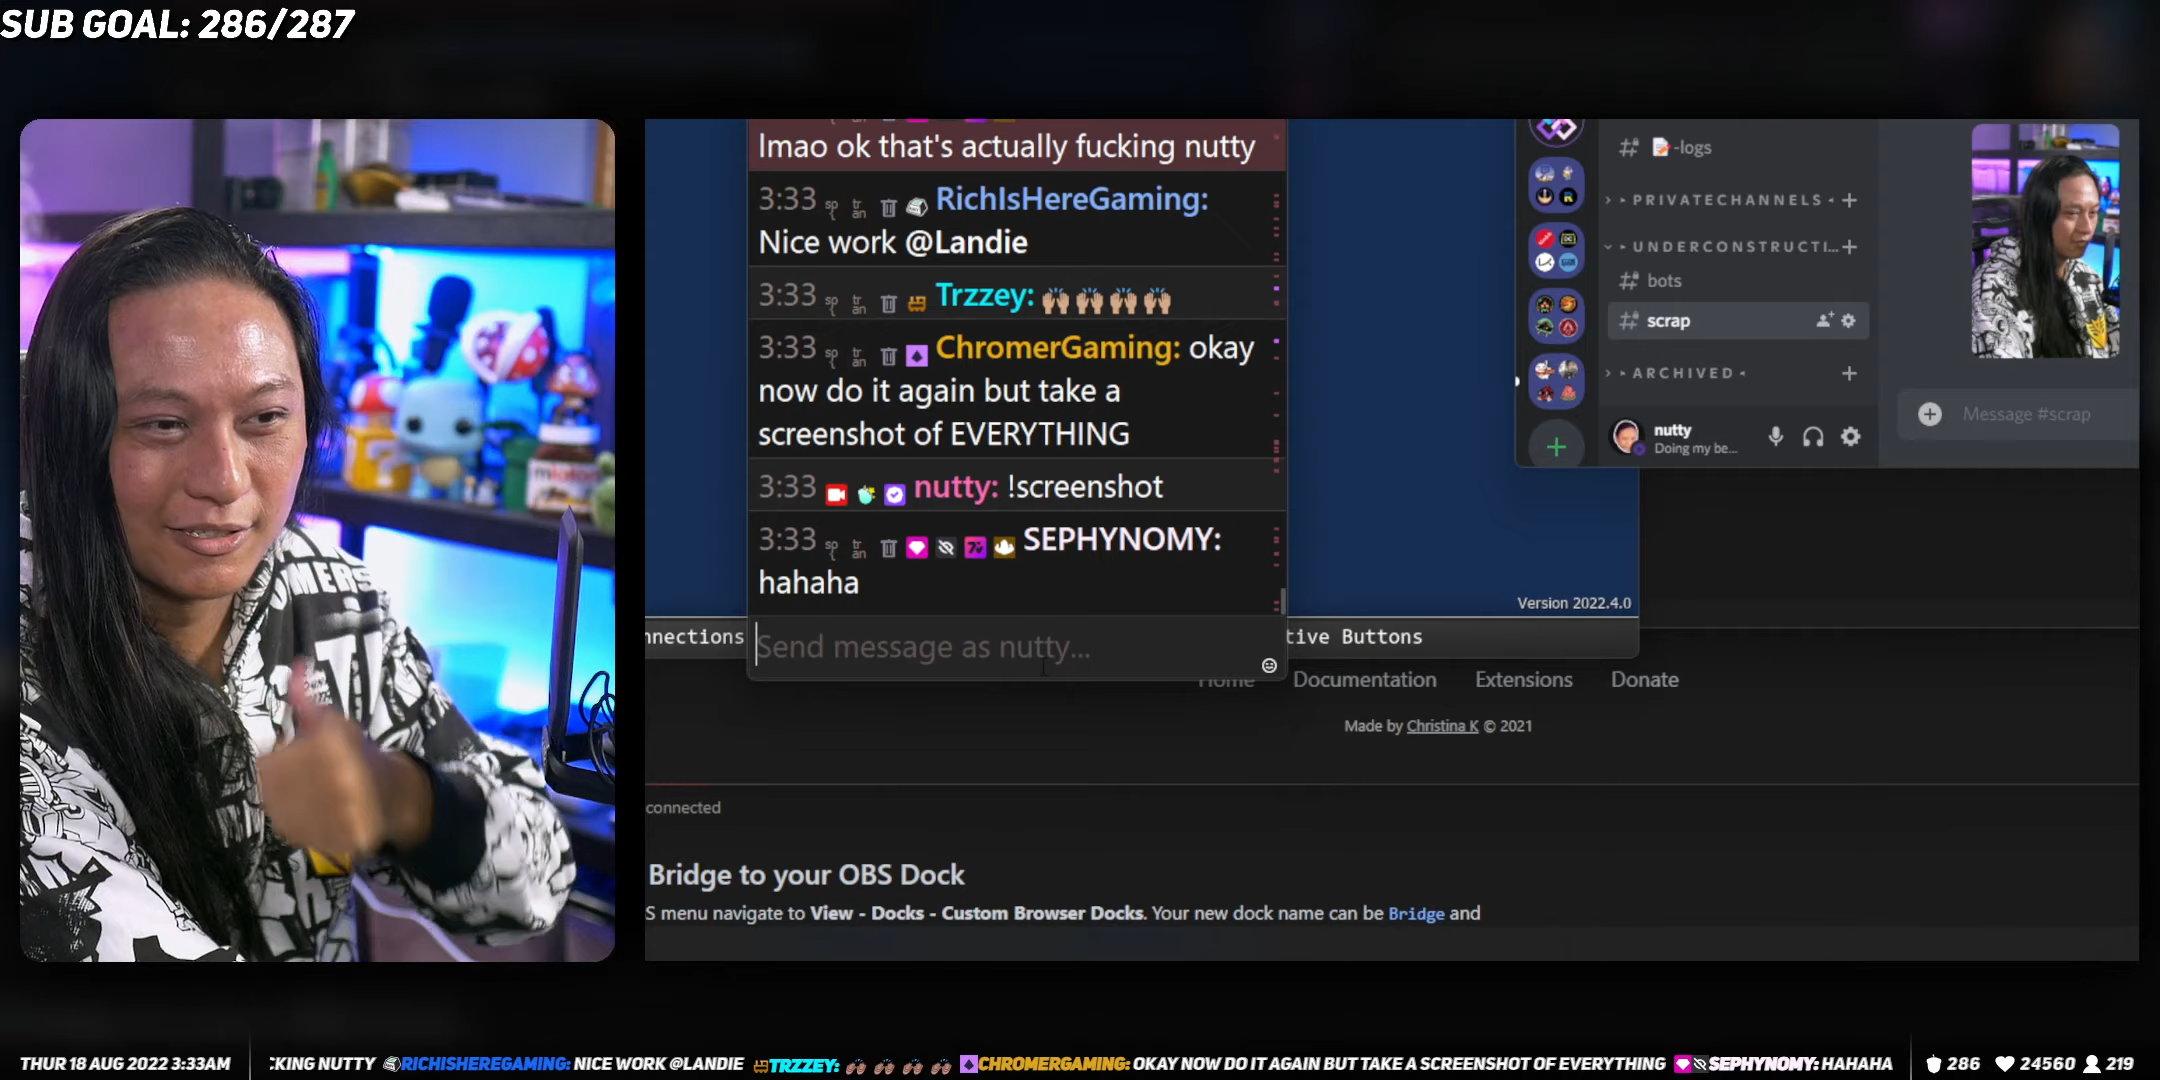 SUB GOAL: 286/287
lmao ok that's actually fucking nutty
3:33 RichIsHereGaming:
Nice work @Landie
3:33 Trzzey: 🙌🏼 🙌🏼 🙌🏼 🙌🏼
3:33 ChromerGaming: okay
now do it again but take a
screenshot of EVERYTHING
3:33 nutty: !screenshot
3:33 SEPHYNOMY:
hahaha
Send message as nutty...
-logs
PRIVATECHANNELS
UNDERCONSTRUCTI...
bots
scrap
ARCHIVED
nutty
Doing my be...
Message #scrap
Version 2022.4.0
nnections
tive Buttons
Home Documentation Extensions Donate
Made by Christina K © 2021
connected
Bridge to your OBS Dock
S menu navigate to View - Docks - Custom Browser Docks. Your new dock name can be Bridge and
THUR 18 AUG 2022 3:33AM CKING NUTTY RICHISHEREGAMING: NICE WORK @LANDIE TRZZEY: 🙌🏼 🙌🏼 🙌🏼 🙌🏼 CHROMERGAMING: OKAY NOW DO IT AGAIN BUT TAKE A SCREENSHOT OF EVERYTHING SEPHYNOMY: HAHAHA 286 24560 219